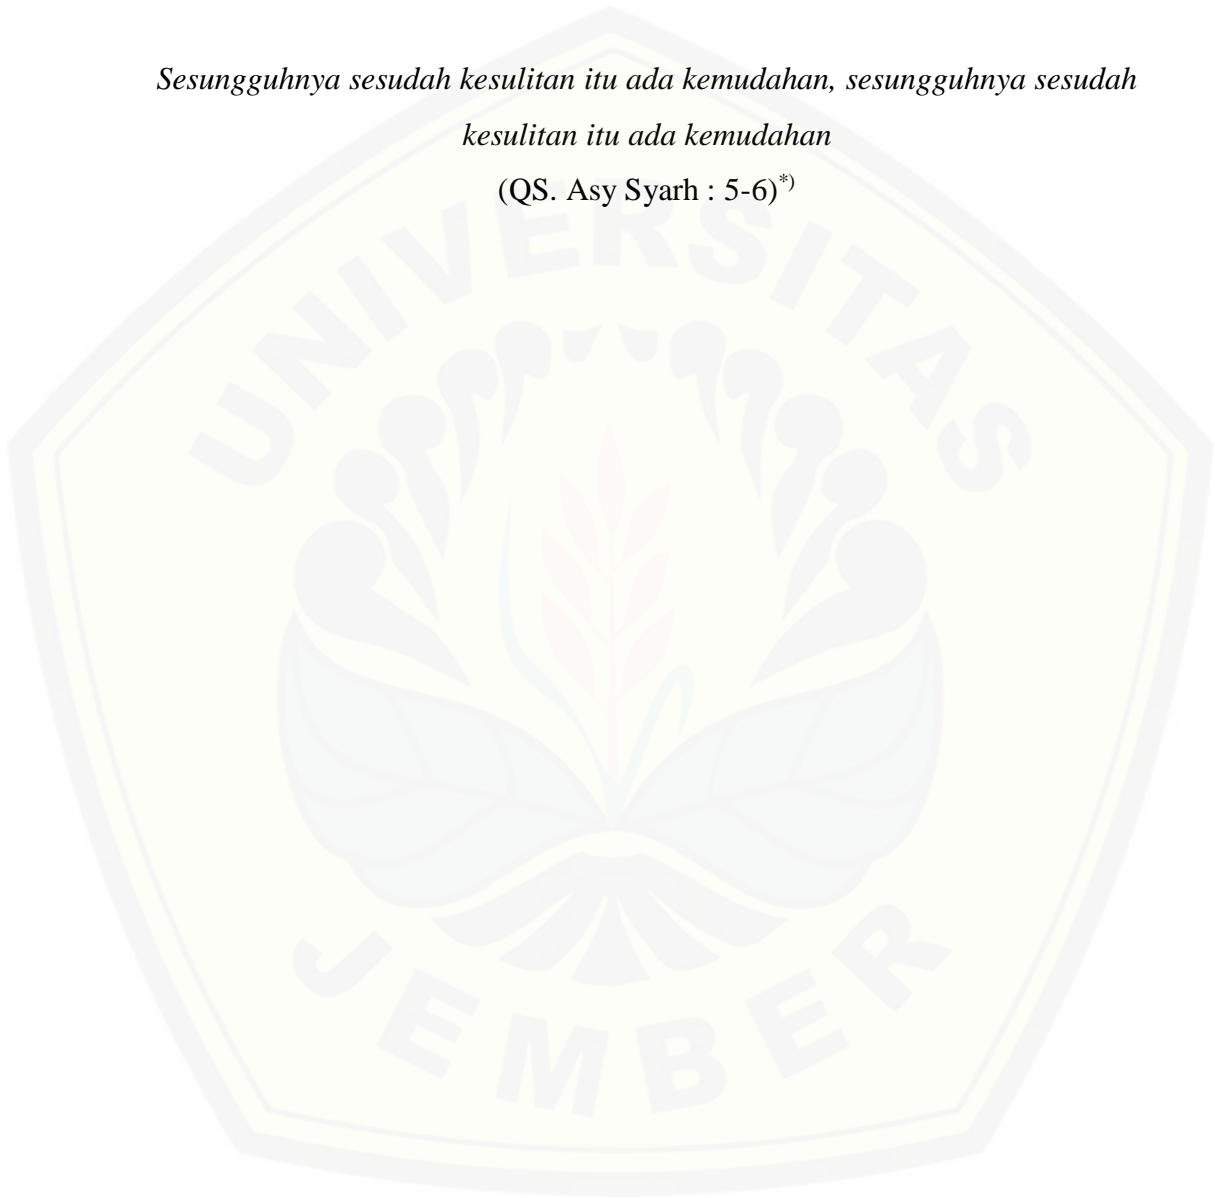 Sesungguhnya sesudah kesulitan itu ada kemudahan, sesungguhnya sesudah
kesulitan itu ada kemudahan
(QS. Asy Syarh : 5-6)*)
UNIVERSITAS
JEMBER